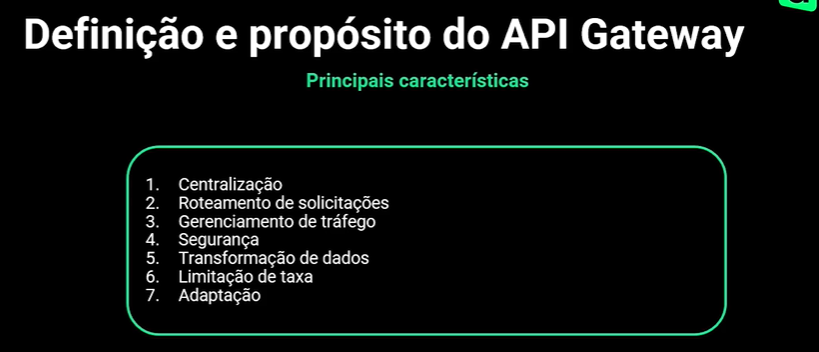 Definição e propósito do API Gateway
Principais características
1. Centralização
2. Roteamento de solicitações
3. Gerenciamento de tráfego
4. Segurança
5. Transformação de dados
6. Limitação de taxa
7. Adaptação